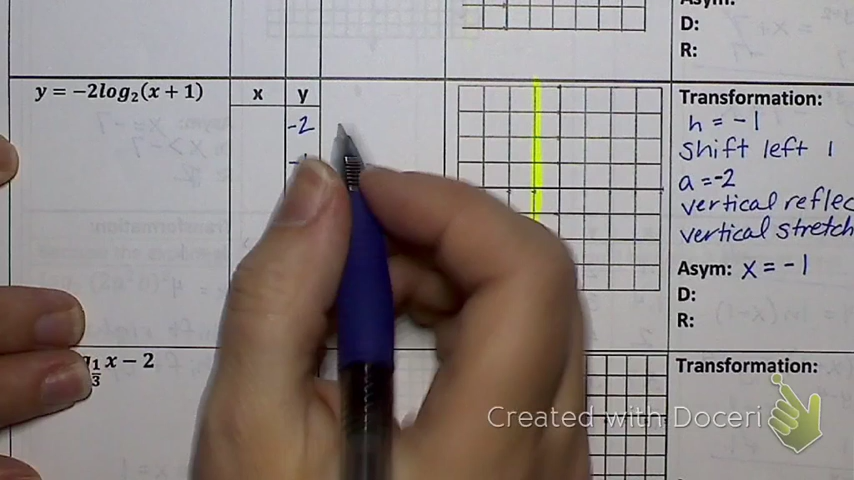 Asym:
D:
R:
y = −2log₂(x + 1)
x
y
-2
Transformation:
h = -1
shift left 1
a = -2
vertical reflec
vertical stretch
Asym: x = -1
D:
R:
x − 2
Transformation:
Created with Doceri